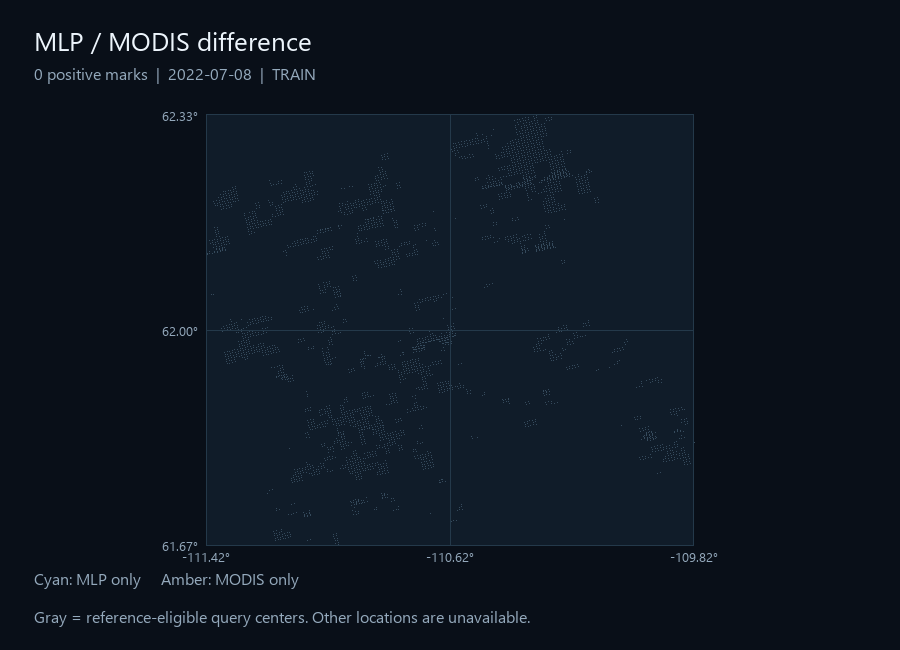 MLP / MODIS difference
0 positive marks | 2022-07-08 | TRAIN
62.33°
62.00°
61.67°
-111.42° -110.62° -109.82°
Cyan: MLP only Amber: MODIS only
Gray = reference-eligible query centers. Other locations are unavailable.